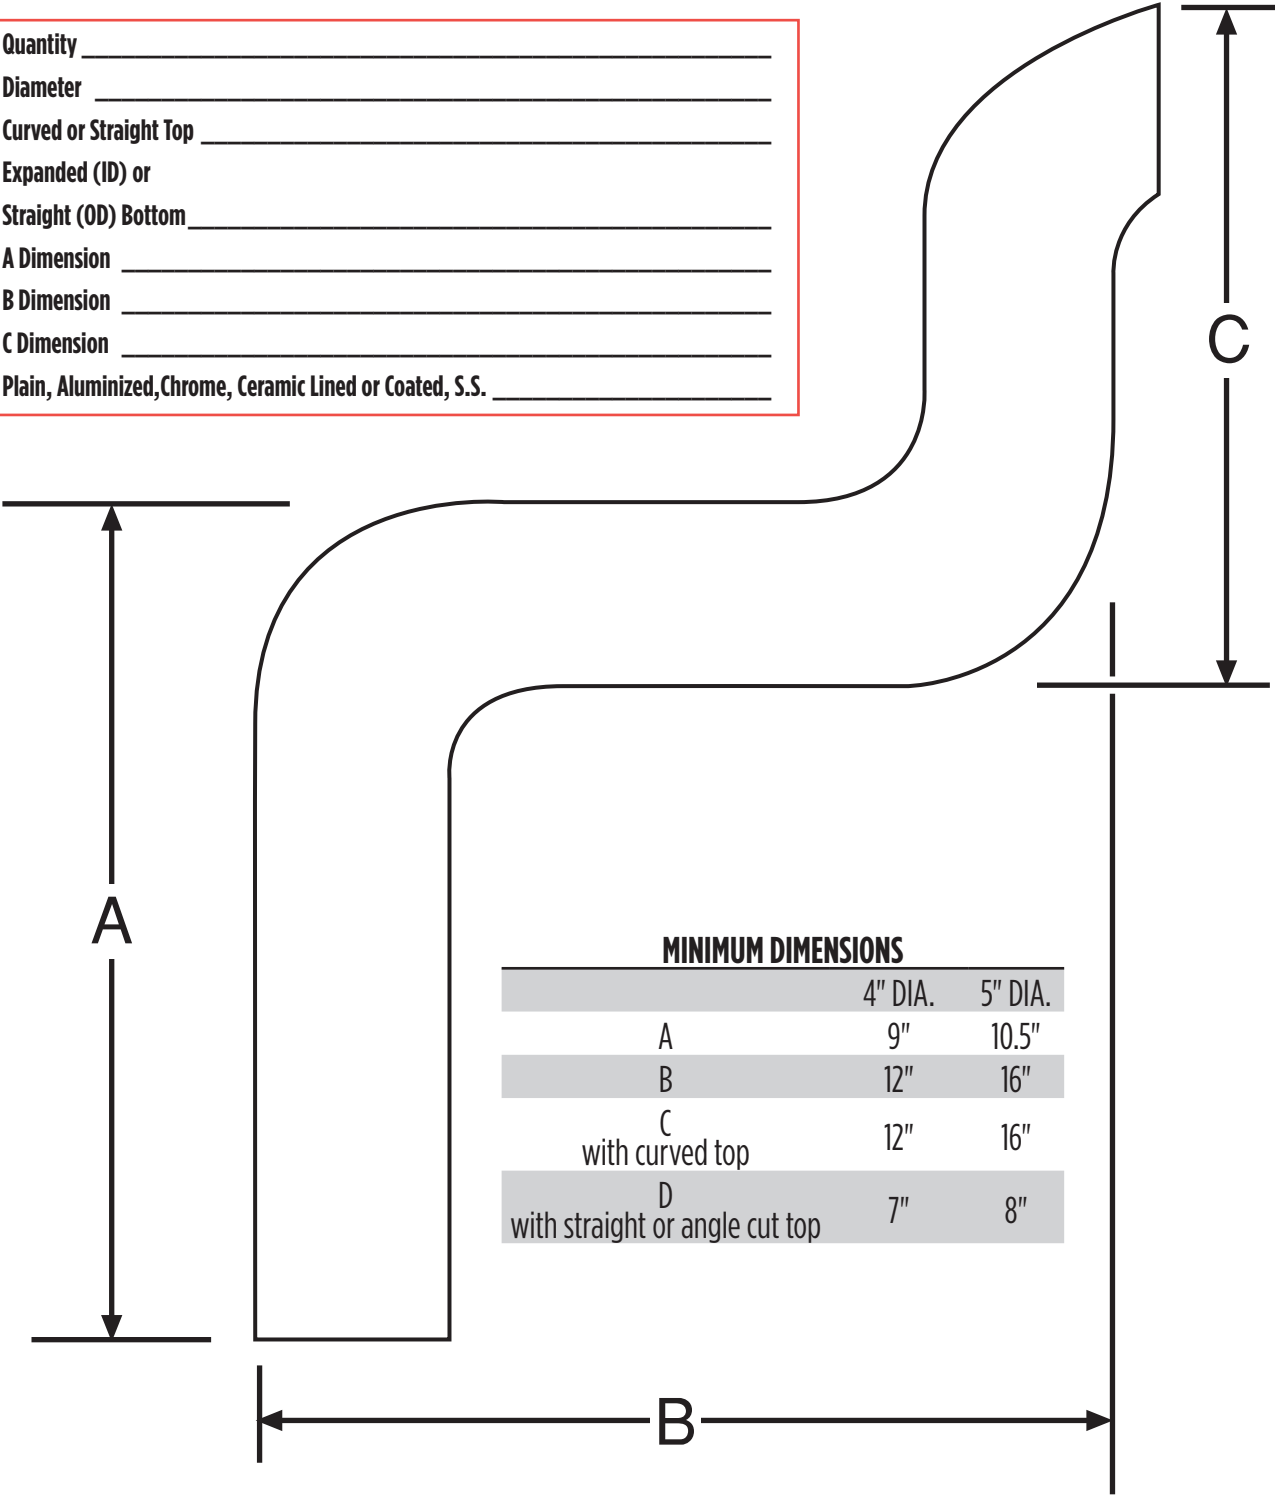 Quantity
Diameter
Curved or Straight Top
Expanded (ID) or
Straight (OD) Bottom
A Dimension
B Dimension
C Dimension
Plain, Aluminized,Chrome, Ceramic Lined or Coated, S.S.
C
A
MINIMUM DIMENSIONS
4" DIA. 5" DIA.
A 9" 10.5"
B 12" 16"
C
with curved top 12" 16"
D
with straight or angle cut top 7" 8"
B